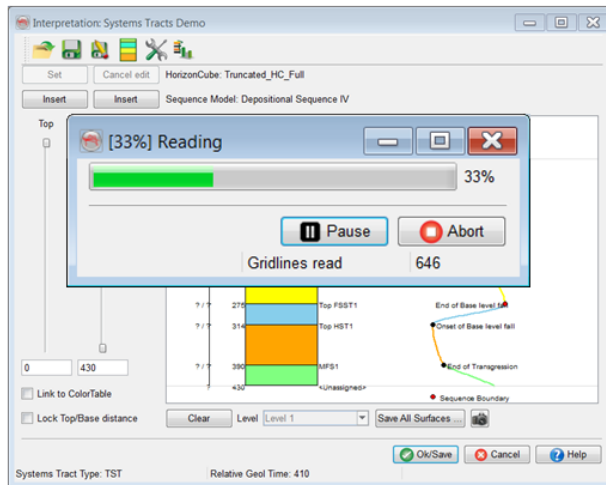 Interpretation: Systems Tracts Demo
Set Cancel edit HorizonCube: Truncated_HC_Full
Insert Insert Sequence Model: Depositional Sequence IV
Top
[33%] Reading
33%
Pause Abort
Gridlines read 646
? / ? 275 Top FSST1 End of Base level fall
? / ? 314 Top HST1 Onset of Base level fall
? / ? 390 MFS1 End of Transgression
0 430
430 <Unassigned>
Sequence Boundary
Link to ColorTable
Lock Top/Base distance Clear Level Level 1 Save All Surfaces ...
Ok/Save Cancel Help
Systems Tract Type: TST Relative Geol Time: 410